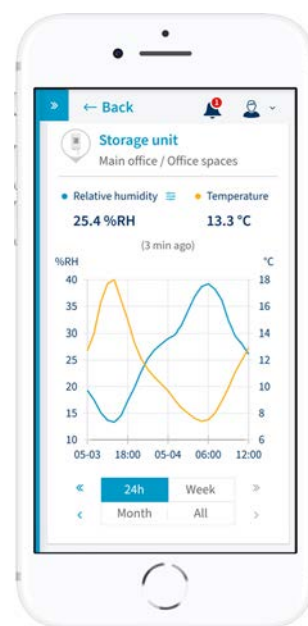 » ← Back 1
Storage unit
Main office / Office spaces
Relative humidity Temperature
25.4 %RH 13.3 °C
(3 min ago)
%RH °C
40 18
35 16
30 14
25 12
20 10
15 8
10 6
05-03 18:00 05-04 06:00 12:00
« 24h Week »
‹ Month All ›